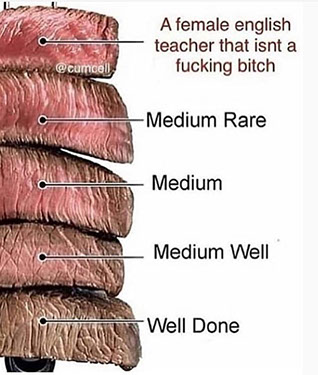 A female english
teacher that isnt a
fucking bitch
@cumcell
Medium Rare
Medium
Medium Well
Well Done